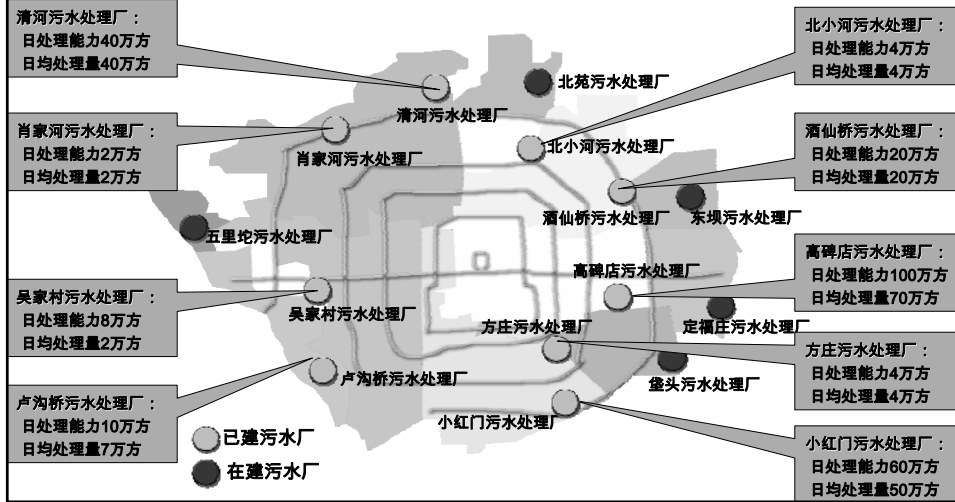 清河污水处理厂：
日处理能力40万方
日均处理量40万方
肖家河污水处理厂：
日处理能力2万方
日均处理量2万方
吴家村污水处理厂：
日处理能力8万方
日均处理量2万方
卢沟桥污水处理厂：
日处理能力10万方
日均处理量7万方
北小河污水处理厂：
日处理能力4万方
日均处理量4万方
酒仙桥污水处理厂：
日处理能力20万方
日均处理量20万方
高碑店污水处理厂：
日处理能力100万方
日均处理量70万方
方庄污水处理厂：
日处理能力4万方
日均处理量4万方
小红门污水处理厂：
日处理能力60万方
日均处理量50万方
北苑污水处理厂
清河污水处理厂
肖家河污水处理厂
北小河污水处理厂
酒仙桥污水处理厂
东坝污水处理厂
五里坨污水处理厂
高碑店污水处理厂
吴家村污水处理厂
方庄污水处理厂
定福庄污水处理厂
卢沟桥污水处理厂
垡头污水处理厂
小红门污水处理厂
已建污水厂
在建污水厂